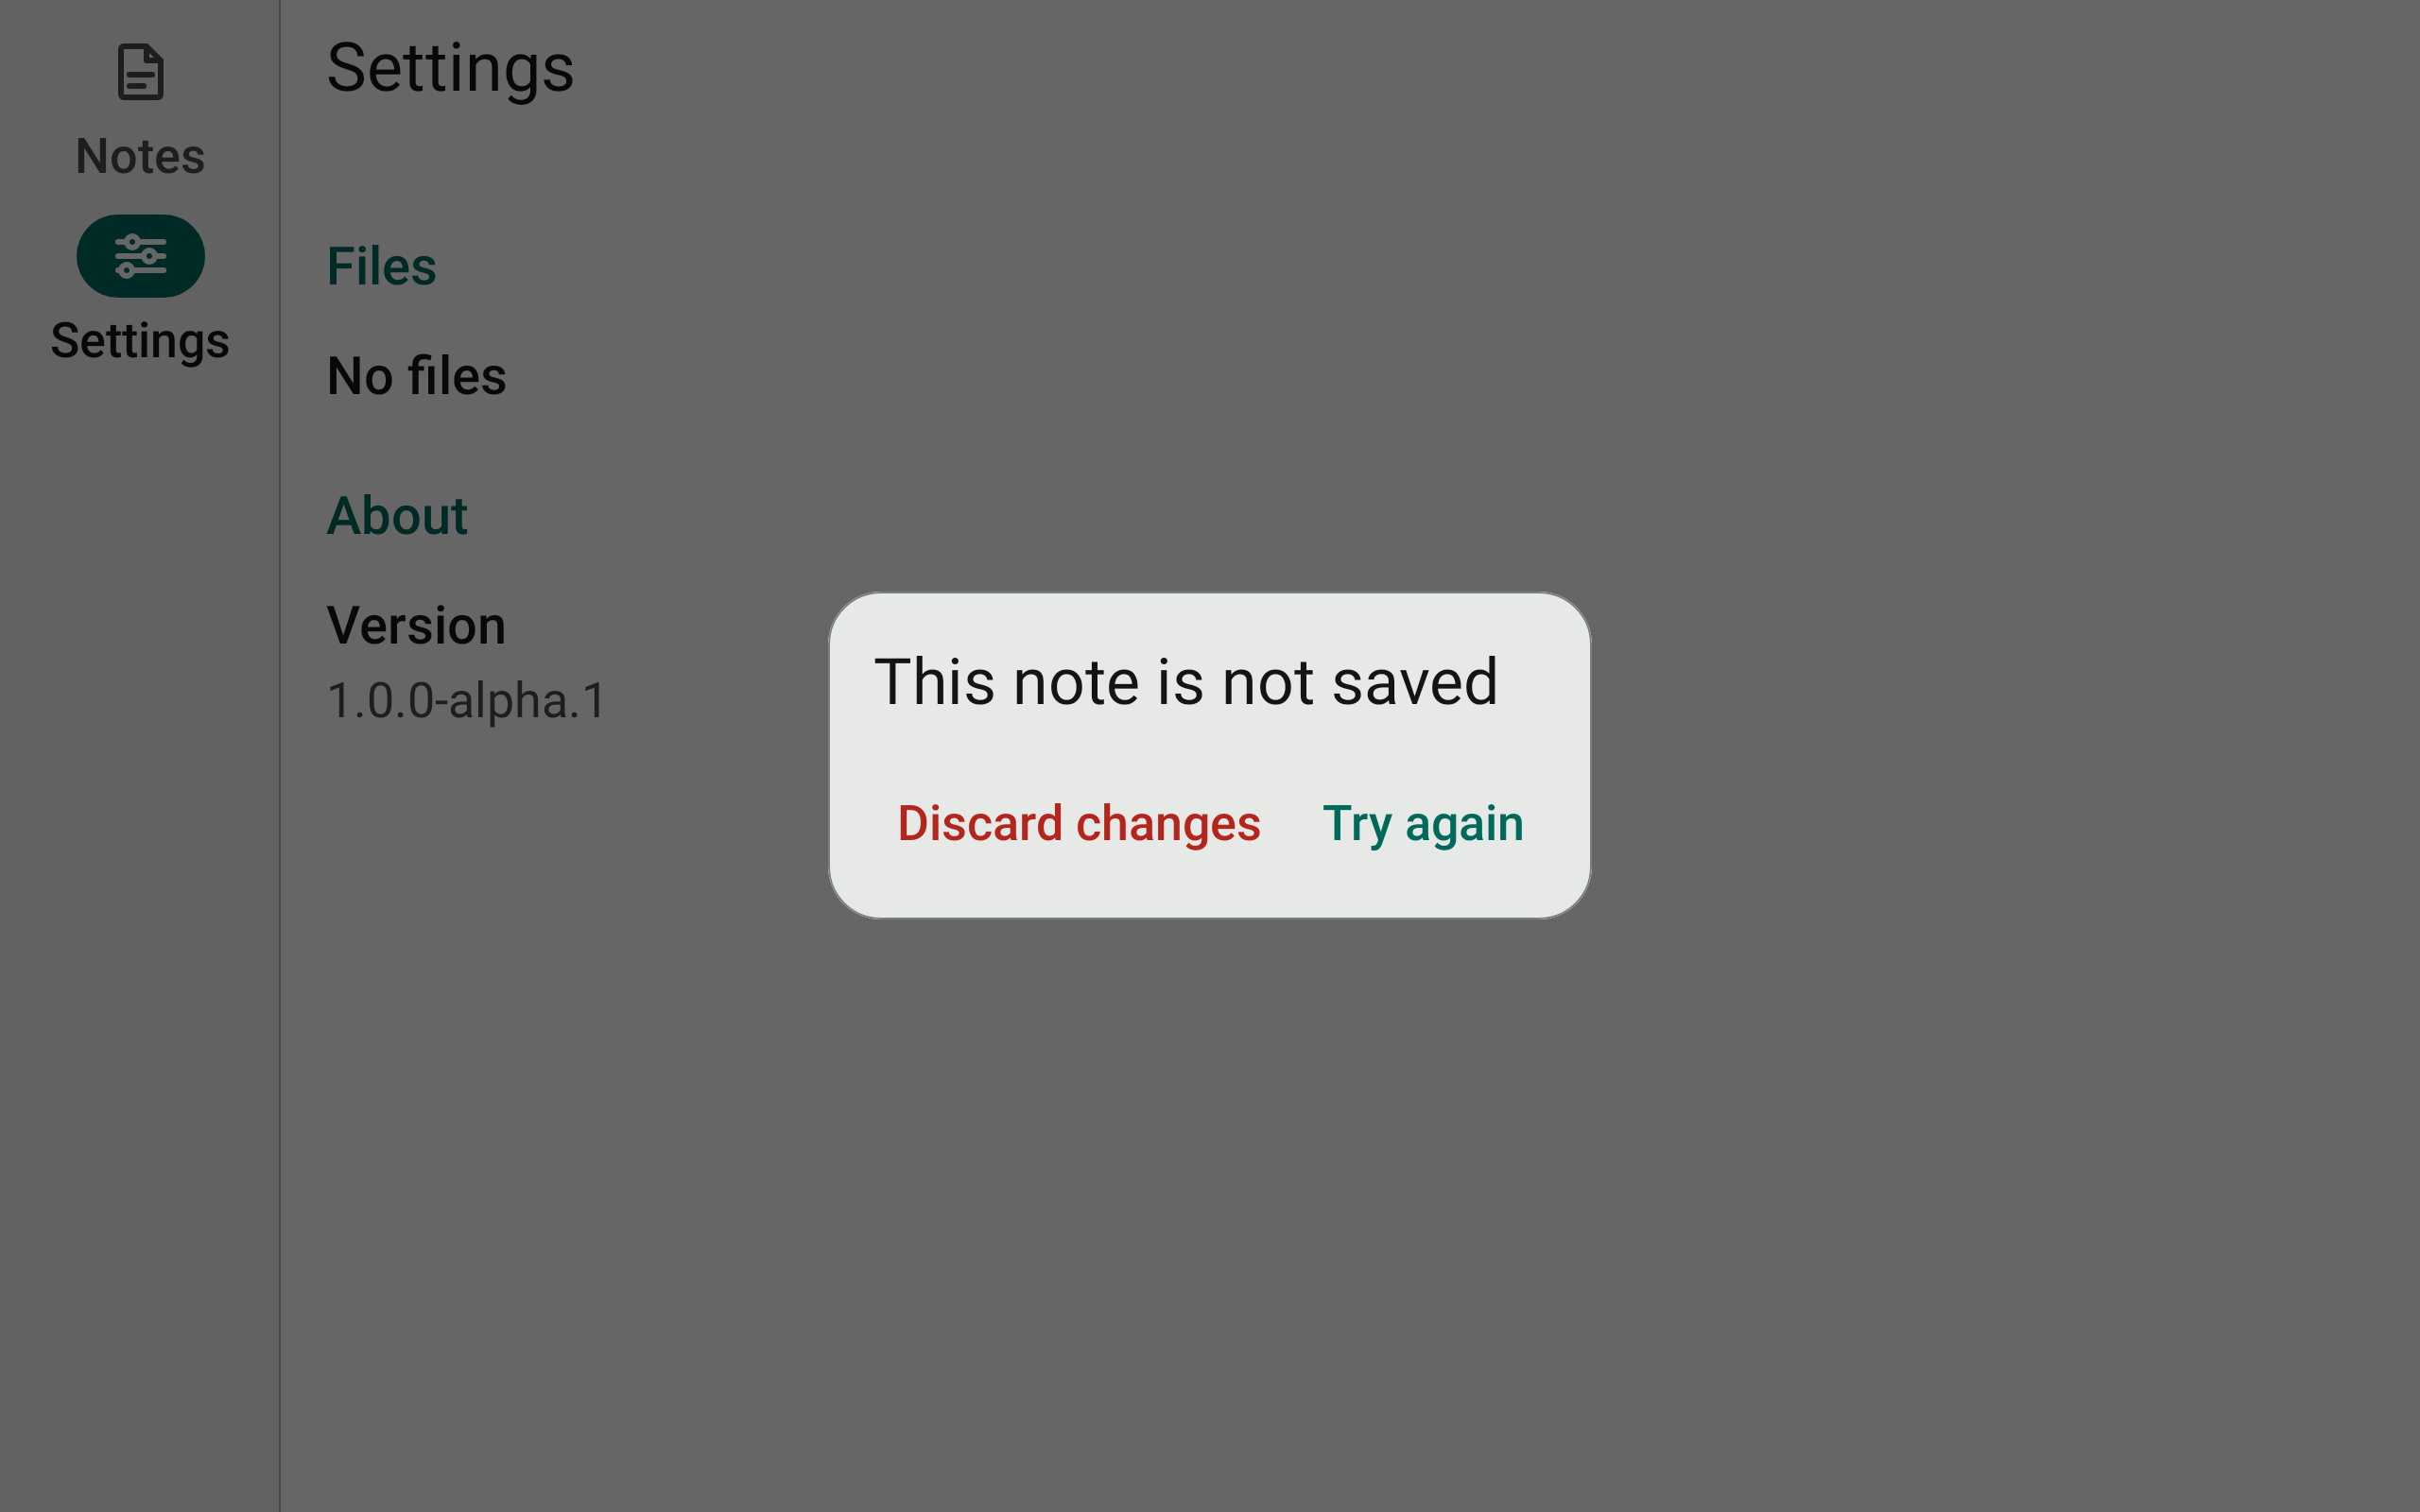 Notes
Settings
Settings
Files
No files
About
Version
1.0.0-alpha.1
This note is not saved
Discard changes
Try again